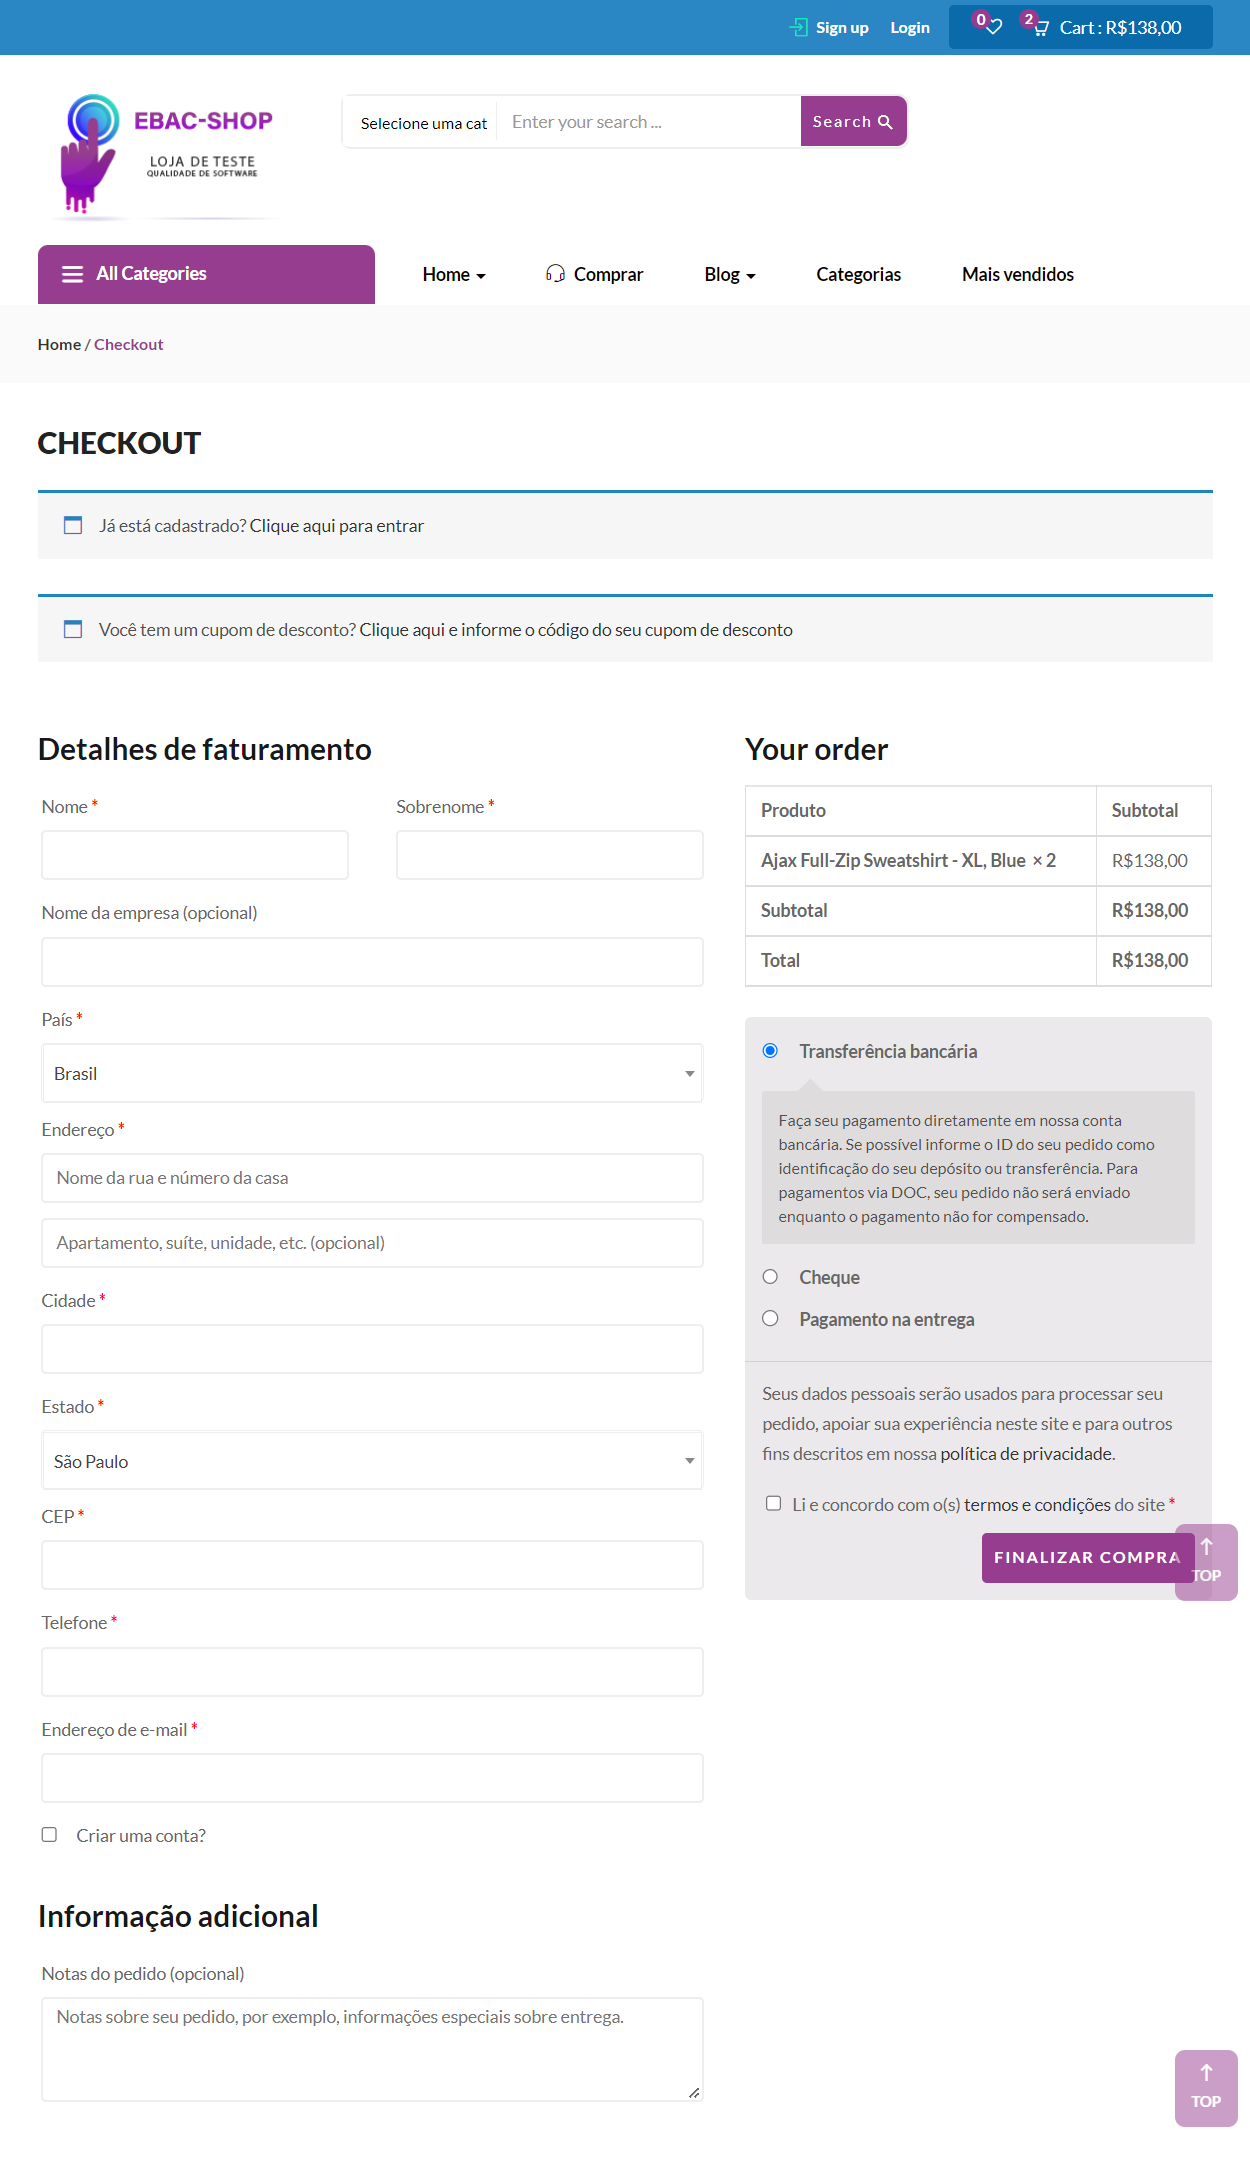 Sign up
Login
0
2
Cart : R$138,00
EBAC-SHOP
LOJA DE TESTE
QUALIDADE DE SOFTWARE
Selecione uma cat
Enter your search ...
Search
All Categories
Home
Comprar
Blog
Categorias
Mais vendidos
Home / Checkout
CHECKOUT
Já está cadastrado? Clique aqui para entrar
Você tem um cupom de desconto? Clique aqui e informe o código do seu cupom de desconto
Detalhes de faturamento
Nome *
Sobrenome *
Nome da empresa (opcional)
País *
Brasil
Endereço *
Nome da rua e número da casa
Apartamento, suíte, unidade, etc. (opcional)
Cidade *
Estado *
São Paulo
CEP *
Telefone *
Endereço de e-mail *
Criar uma conta?
Informação adicional
Notas do pedido (opcional)
Notas sobre seu pedido, por exemplo, informações especiais sobre entrega.
Your order
Produto
Subtotal
Ajax Full-Zip Sweatshirt - XL, Blue × 2
R$138,00
Subtotal
R$138,00
Total
R$138,00
Transferência bancária
Faça seu pagamento diretamente em nossa conta
bancária. Se possível informe o ID do seu pedido como
identificação do seu depósito ou transferência. Para
pagamentos via DOC, seu pedido não será enviado
enquanto o pagamento não for compensado.
Cheque
Pagamento na entrega
Seus dados pessoais serão usados para processar seu
pedido, apoiar sua experiência neste site e para outros
fins descritos em nossa política de privacidade.
Li e concordo com o(s) termos e condições do site *
FINALIZAR COMPRA
TOP
TOP